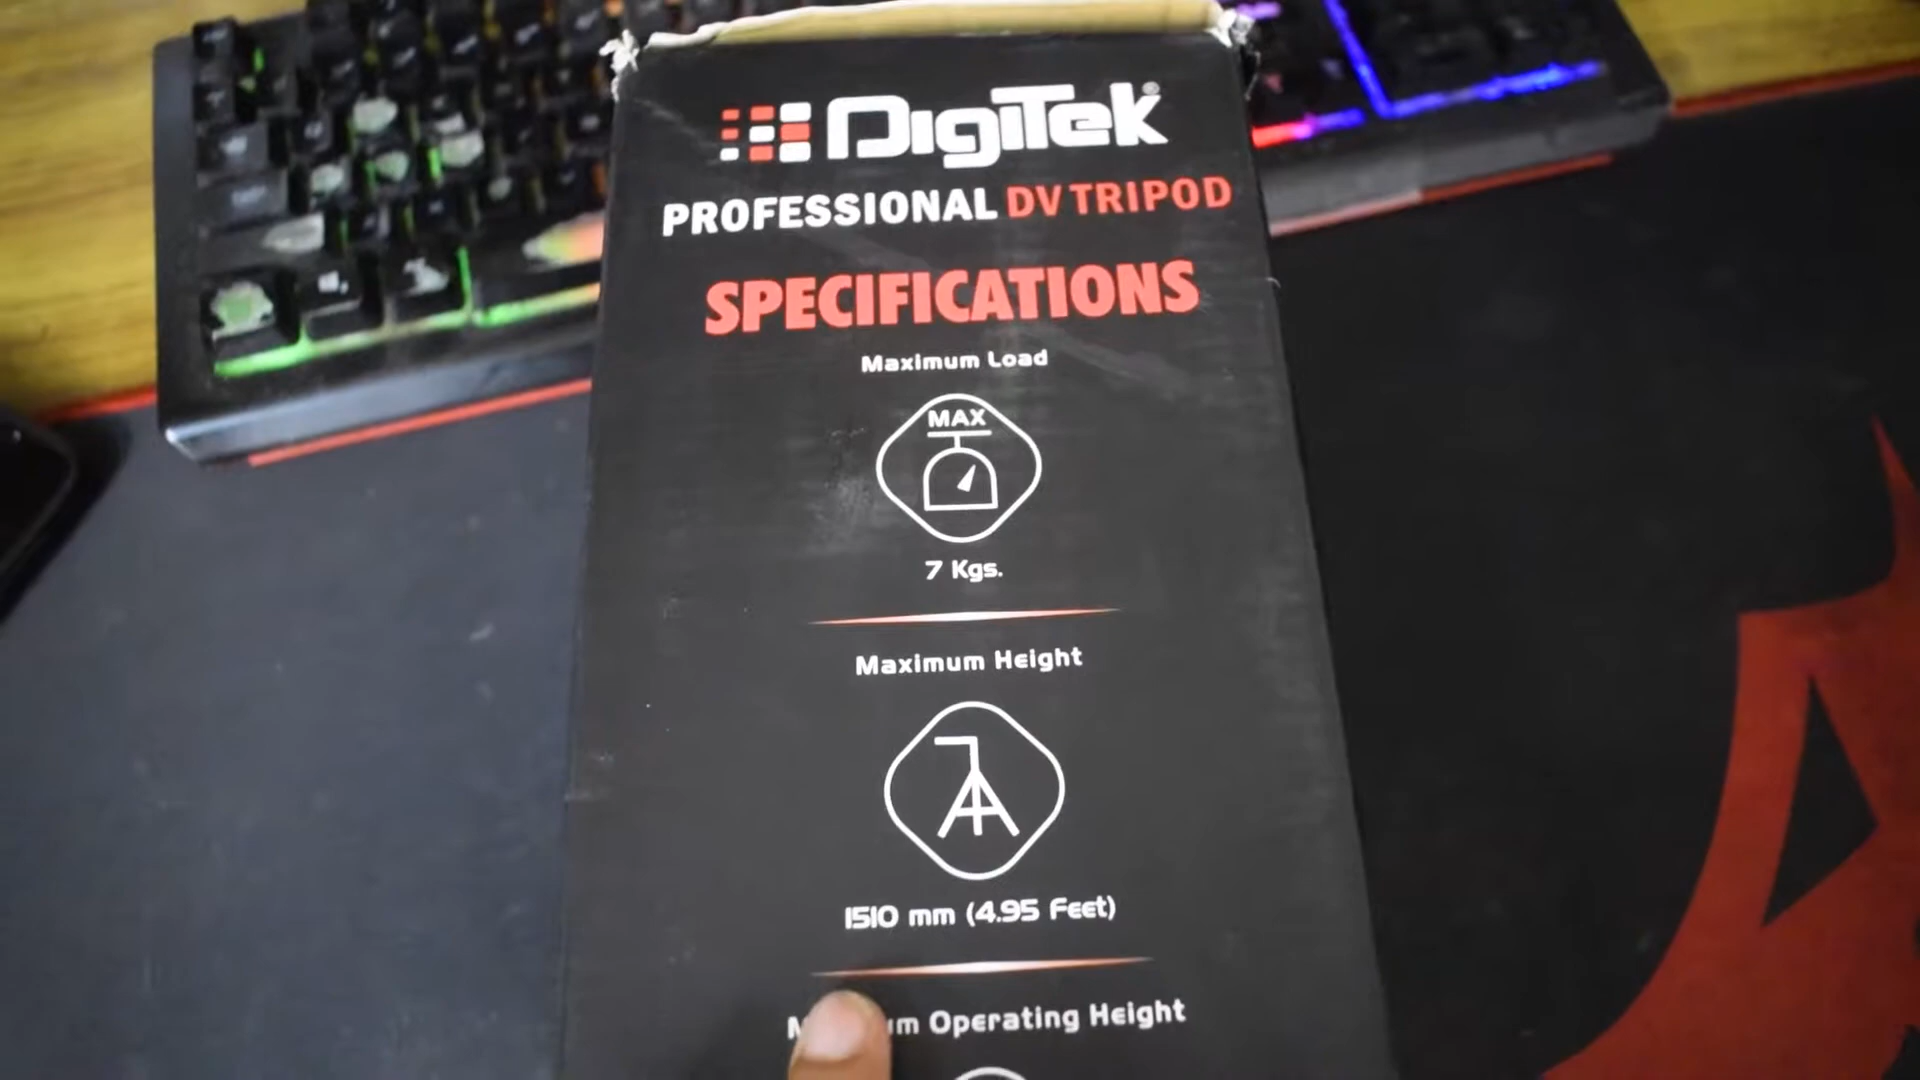 DigiTek®
PROFESSIONAL DV TRIPOD
SPECIFICATIONS
Maximum Load
MAX
7 Kgs.
Maximum Height
1510 mm (4.95 Feet)
Operating Height